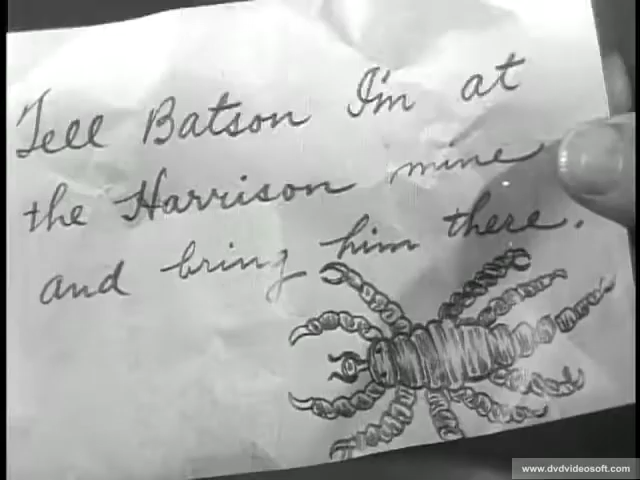 Tell Batson I'm at
the Harrison mine
and bring him there.
www.dvdvideosoft.com